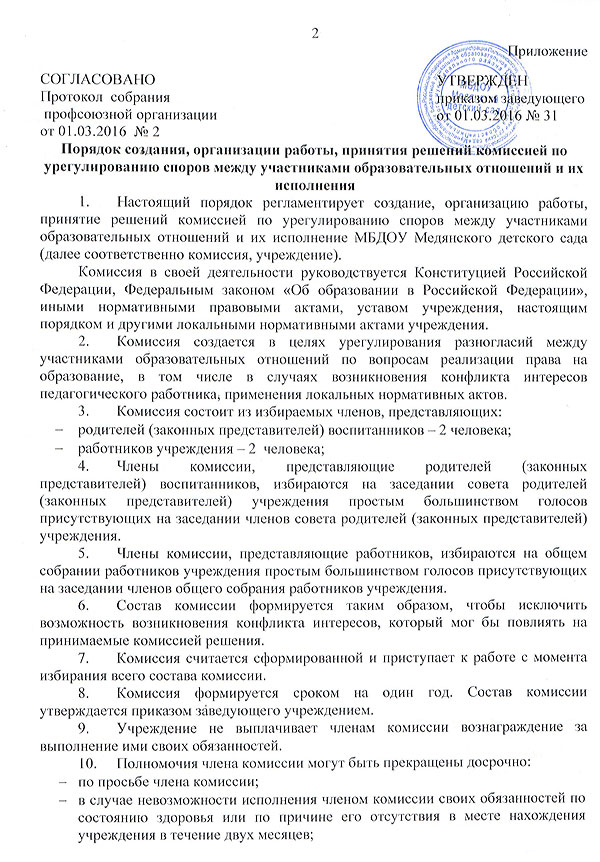 2
Приложение
СОГЛАСОВАНО
УТВЕРЖДЕН
Протокол собрания
приказом заведующего
профсоюзной организации
от 01.03.2016 № 31
от 01.03.2016 № 2
Порядок создания, организации работы, принятия решений комиссией по
урегулированию споров между участниками образовательных отношений и их
исполнения
1. Настоящий порядок регламентирует создание, организацию работы,
принятие решений комиссией по урегулированию споров между участниками
образовательных отношений и их исполнение МБДОУ Медянского детского сада
(далее соответственно комиссия, учреждение).
Комиссия в своей деятельности руководствуется Конституцией Российской
Федерации, Федеральным законом «Об образовании в Российской Федерации»,
иными нормативными правовыми актами, уставом учреждения, настоящим
порядком и другими локальными нормативными актами учреждения.
2. Комиссия создается в целях урегулирования разногласий между
участниками образовательных отношений по вопросам реализации права на
образование, в том числе в случаях возникновения конфликта интересов
педагогического работника, применения локальных нормативных актов.
3. Комиссия состоит из избираемых членов, представляющих:
– родителей (законных представителей) воспитанников – 2 человека;
– работников учреждения – 2 человека;
4. Члены комиссии, представляющие родителей (законных
представителей) воспитанников, избираются на заседании совета родителей
(законных представителей) учреждения простым большинством голосов
присутствующих на заседании членов совета родителей (законных представителей)
учреждения.
5. Члены комиссии, представляющие работников, избираются на общем
собрании работников учреждения простым большинством голосов присутствующих
на заседании членов общего собрания работников учреждения.
6. Состав комиссии формируется таким образом, чтобы исключить
возможность возникновения конфликта интересов, который мог бы повлиять на
принимаемые комиссией решения.
7. Комиссия считается сформированной и приступает к работе с момента
избирания всего состава комиссии.
8. Комиссия формируется сроком на один год. Состав комиссии
утверждается приказом заведующего учреждением.
9. Учреждение не выплачивает членам комиссии вознаграждение за
выполнение ими своих обязанностей.
10. Полномочия члена комиссии могут быть прекращены досрочно:
– по просьбе члена комиссии;
– в случае невозможности исполнения членом комиссии своих обязанностей по
состоянию здоровья или по причине его отсутствия в месте нахождения
учреждения в течение двух месяцев;